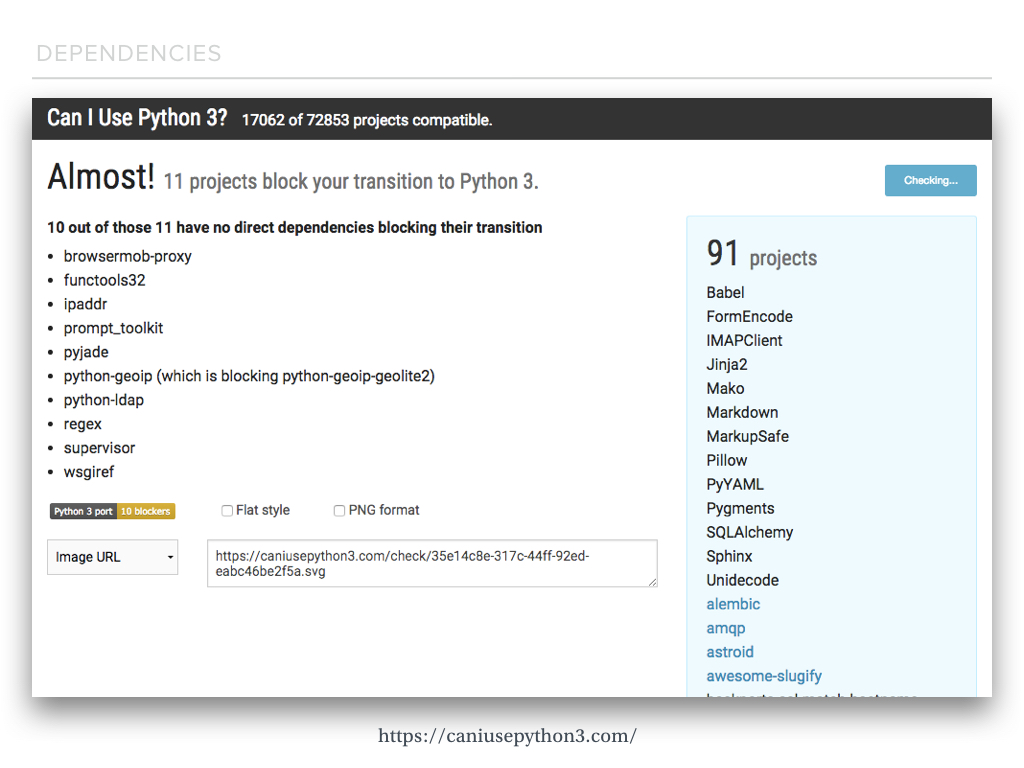 DEPENDENCIES
Can I Use Python 3? 17062 of 72853 projects compatible.
Almost! 11 projects block your transition to Python 3.
Checking...
10 out of those 11 have no direct dependencies blocking their transition
• browsermob-proxy
• functools32
• ipaddr
• prompt_toolkit
• pyjade
• python-geoip (which is blocking python-geoip-geolite2)
• python-ldap
• regex
• supervisor
• wsgiref
Python 3 port 10 blockers
Flat style
PNG format
Image URL
https://caniusepython3.com/check/35e14c8e-317c-44ff-92ed-
eabc46be2f5a.svg
91 projects
Babel
FormEncode
IMAPClient
Jinja2
Mako
Markdown
MarkupSafe
Pillow
PyYAML
Pygments
SQLAlchemy
Sphinx
Unidecode
alembic
amqp
astroid
awesome-slugify
https://caniusepython3.com/